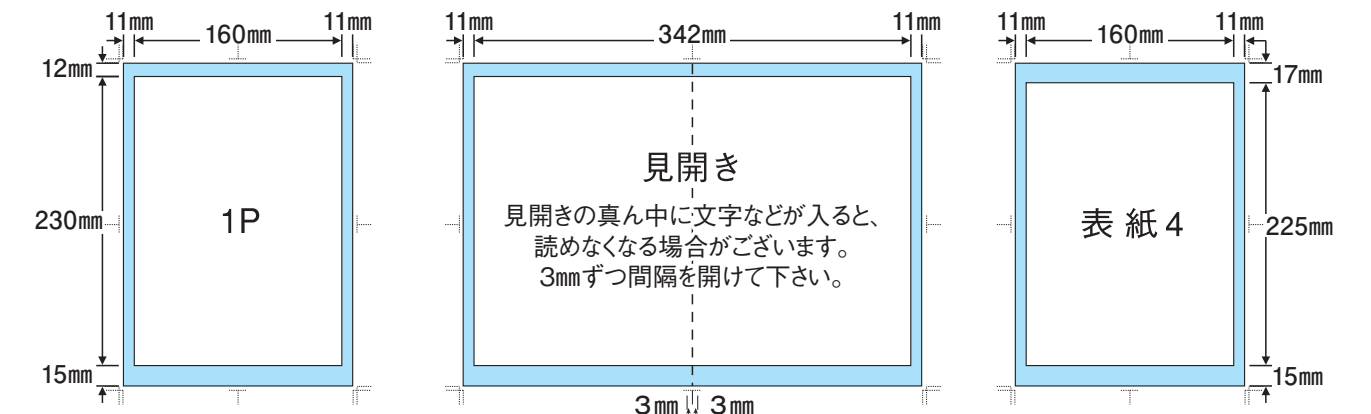 11㎜ 160㎜ 11㎜
12㎜
230㎜
1P
15㎜
11㎜ 342㎜ 11㎜
見開き
見開きの真ん中に文字などが入ると、
読めなくなる場合がございます。
3㎜ずつ間隔を開けて下さい。
3㎜ 3㎜
11㎜ 160㎜ 11㎜
17㎜
表紙4
225㎜
15㎜